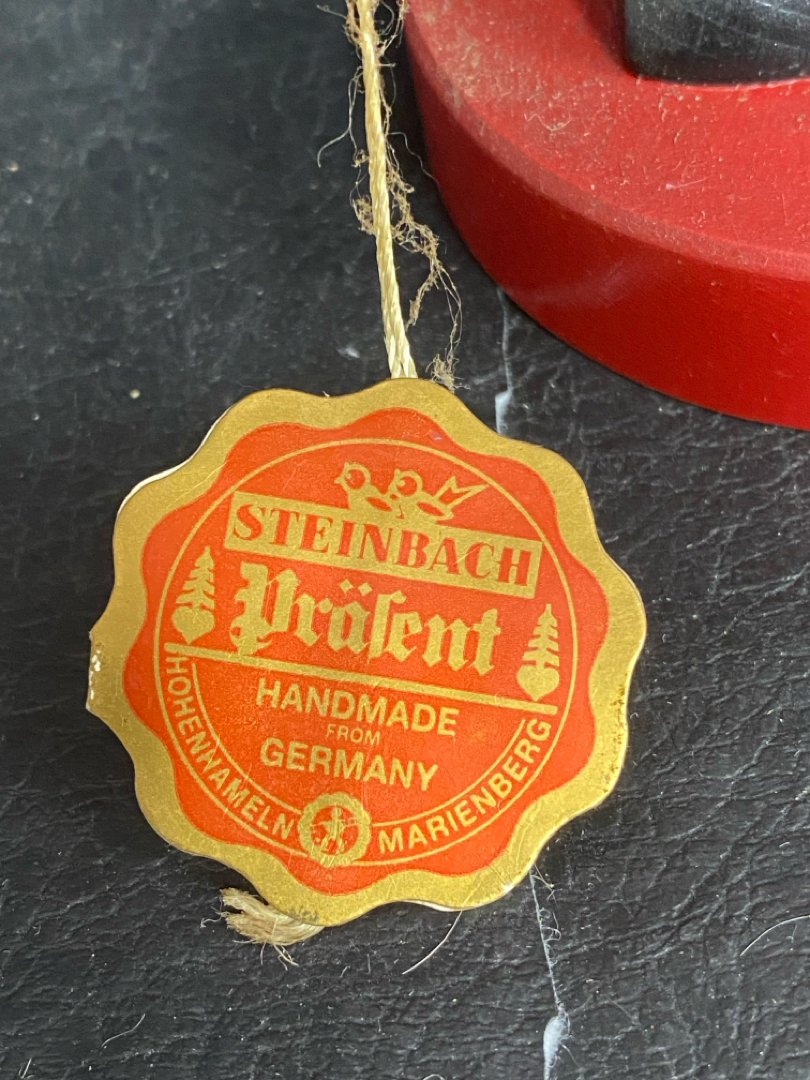 STEINBACH
Präſent
HANDMADE
FROM
GERMANY
HOHENHAMELN MARIENBERG